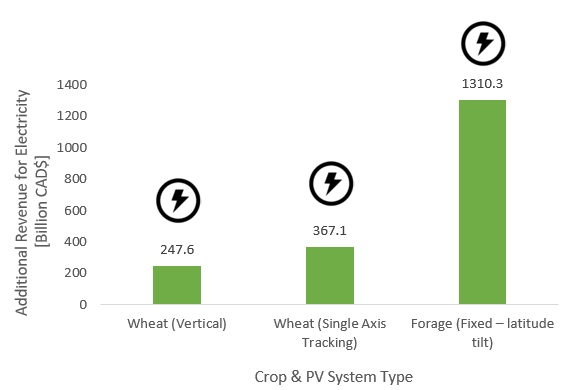 Additional Revenue for Electricity
[Billion CAD$]
1400
1200
1000
800
600
400
200
0
247.6
367.1
1310.3
Wheat (Vertical)
Wheat (Single Axis
Tracking)
Forage (Fixed – latitude
tilt)
Crop & PV System Type